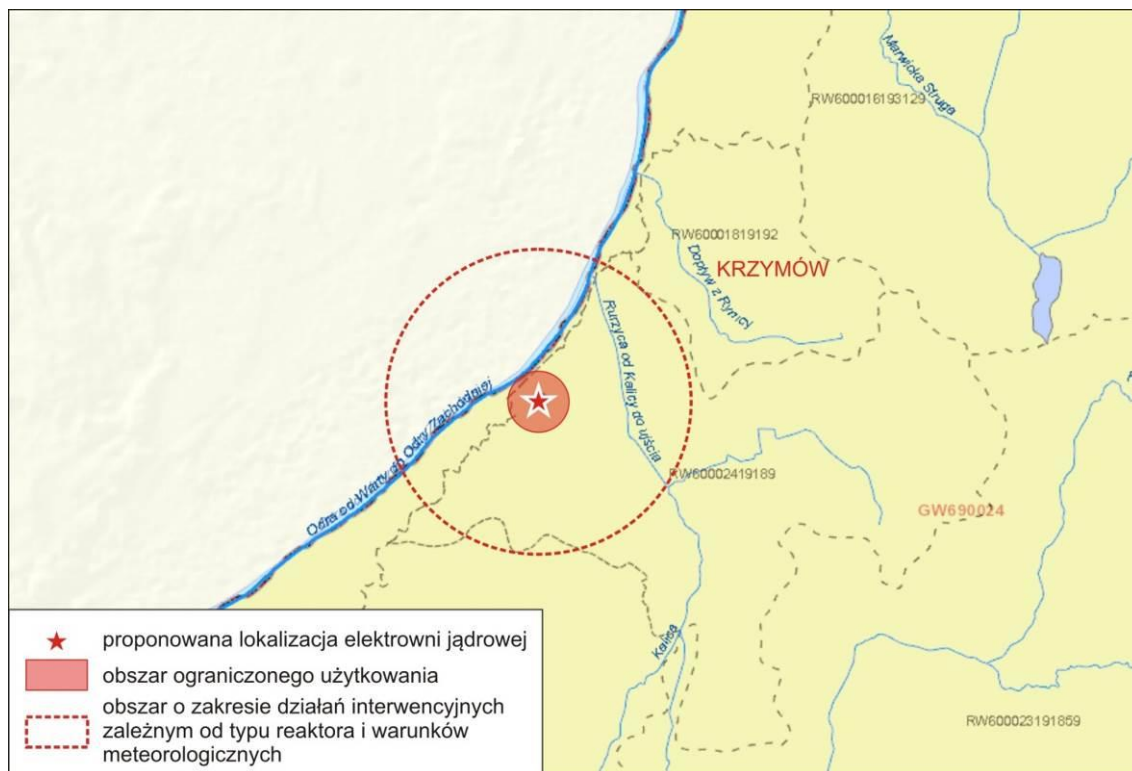 Marwicka Struga
RW600016193129
RW60001819192
KRZYMÓW
Dopływ z Rynicy
Rurzyca od Kalicy do ujścia
Odra od Warty do Odry Zachodniej
RW60002419189
GW690024
Kalica
RW600023191859
proponowana lokalizacja elektrowni jądrowej
obszar ograniczonego użytkowania
obszar o zakresie działań interwencyjnych
zależnym od typu reaktora i warunków
meteorologicznych